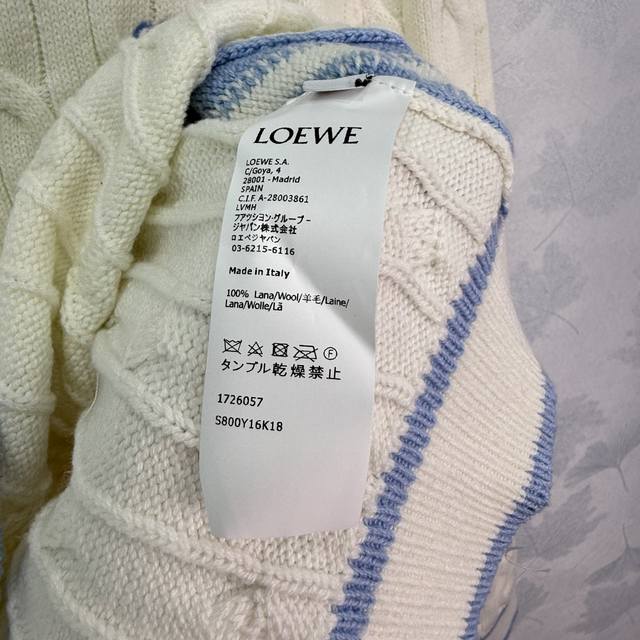 LOEWE
LOEWE S.A.
C/Goya, 4
28001 - Madrid
SPAIN
C.I.F. A-28003861
LVMH
ファッション・グループ –
ジャパン株式会社
ロエベジャパン
03-6215-6116
Made in Italy
100% Lana/Wool/羊毛/Laine/
Lana/Wolle/Lã
F
タンブル乾燥禁止
1726057
S800Y16K18